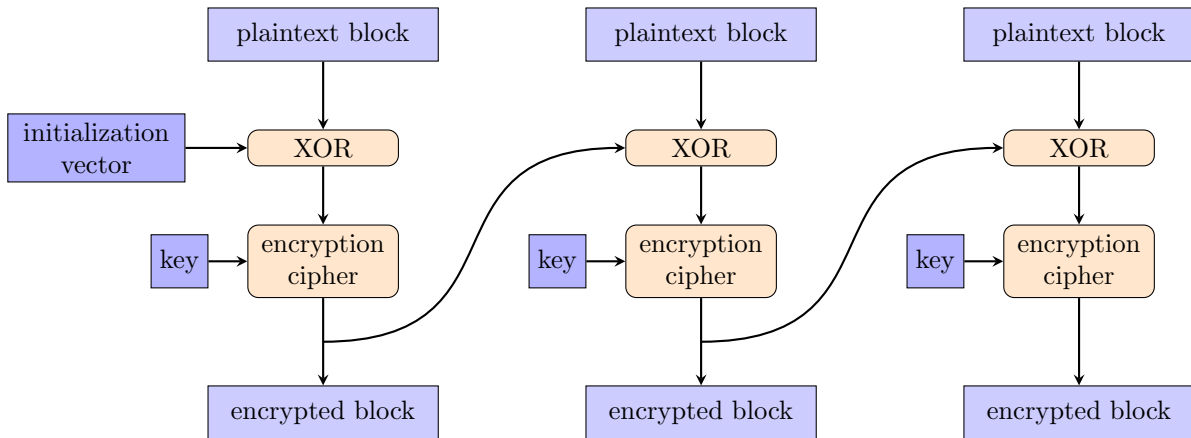 plaintext block
plaintext block
plaintext block
initialization
vector
XOR
XOR
XOR
key
encryption
cipher
key
encryption
cipher
key
encryption
cipher
encrypted block
encrypted block
encrypted block